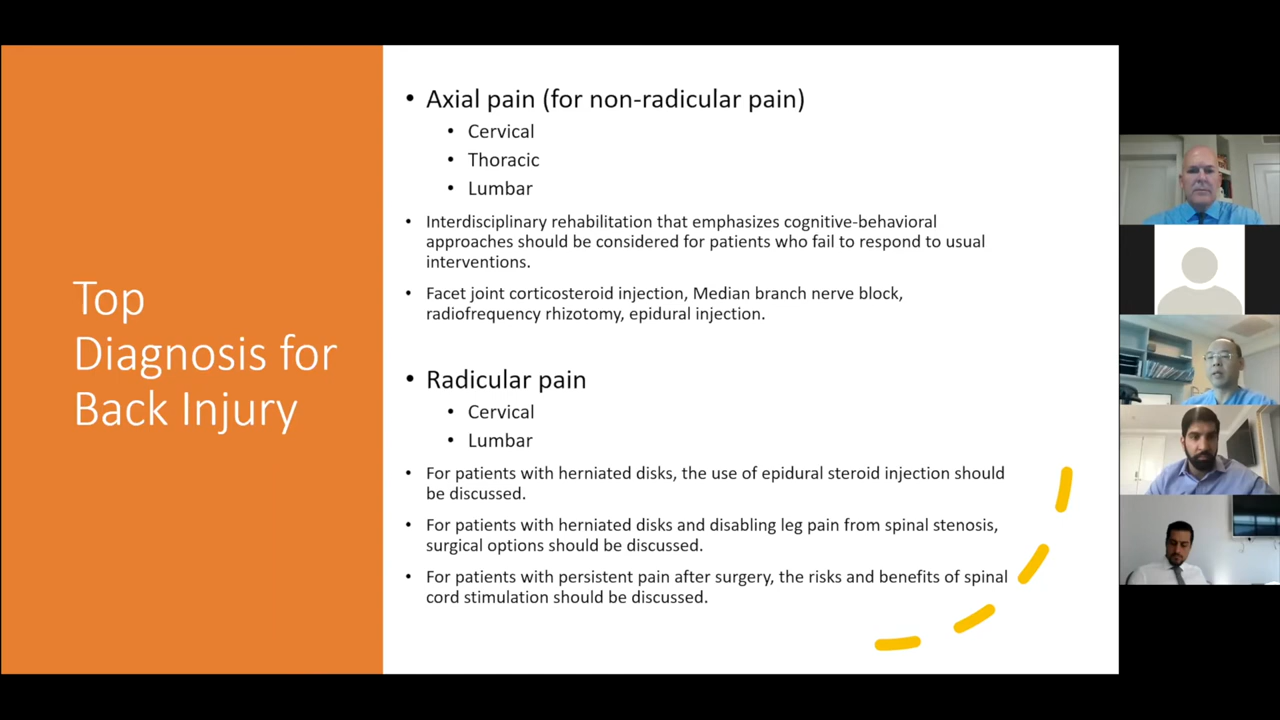 Top
Diagnosis for
Back Injury
• Axial pain (for non-radicular pain)
• Cervical
• Thoracic
• Lumbar
• Interdisciplinary rehabilitation that emphasizes cognitive-behavioral
approaches should be considered for patients who fail to respond to usual
interventions.
• Facet joint corticosteroid injection, Median branch nerve block,
radiofrequency rhizotomy, epidural injection.
• Radicular pain
• Cervical
• Lumbar
• For patients with herniated disks, the use of epidural steroid injection should
be discussed.
• For patients with herniated disks and disabling leg pain from spinal stenosis,
surgical options should be discussed.
• For patients with persistent pain after surgery, the risks and benefits of spinal
cord stimulation should be discussed.